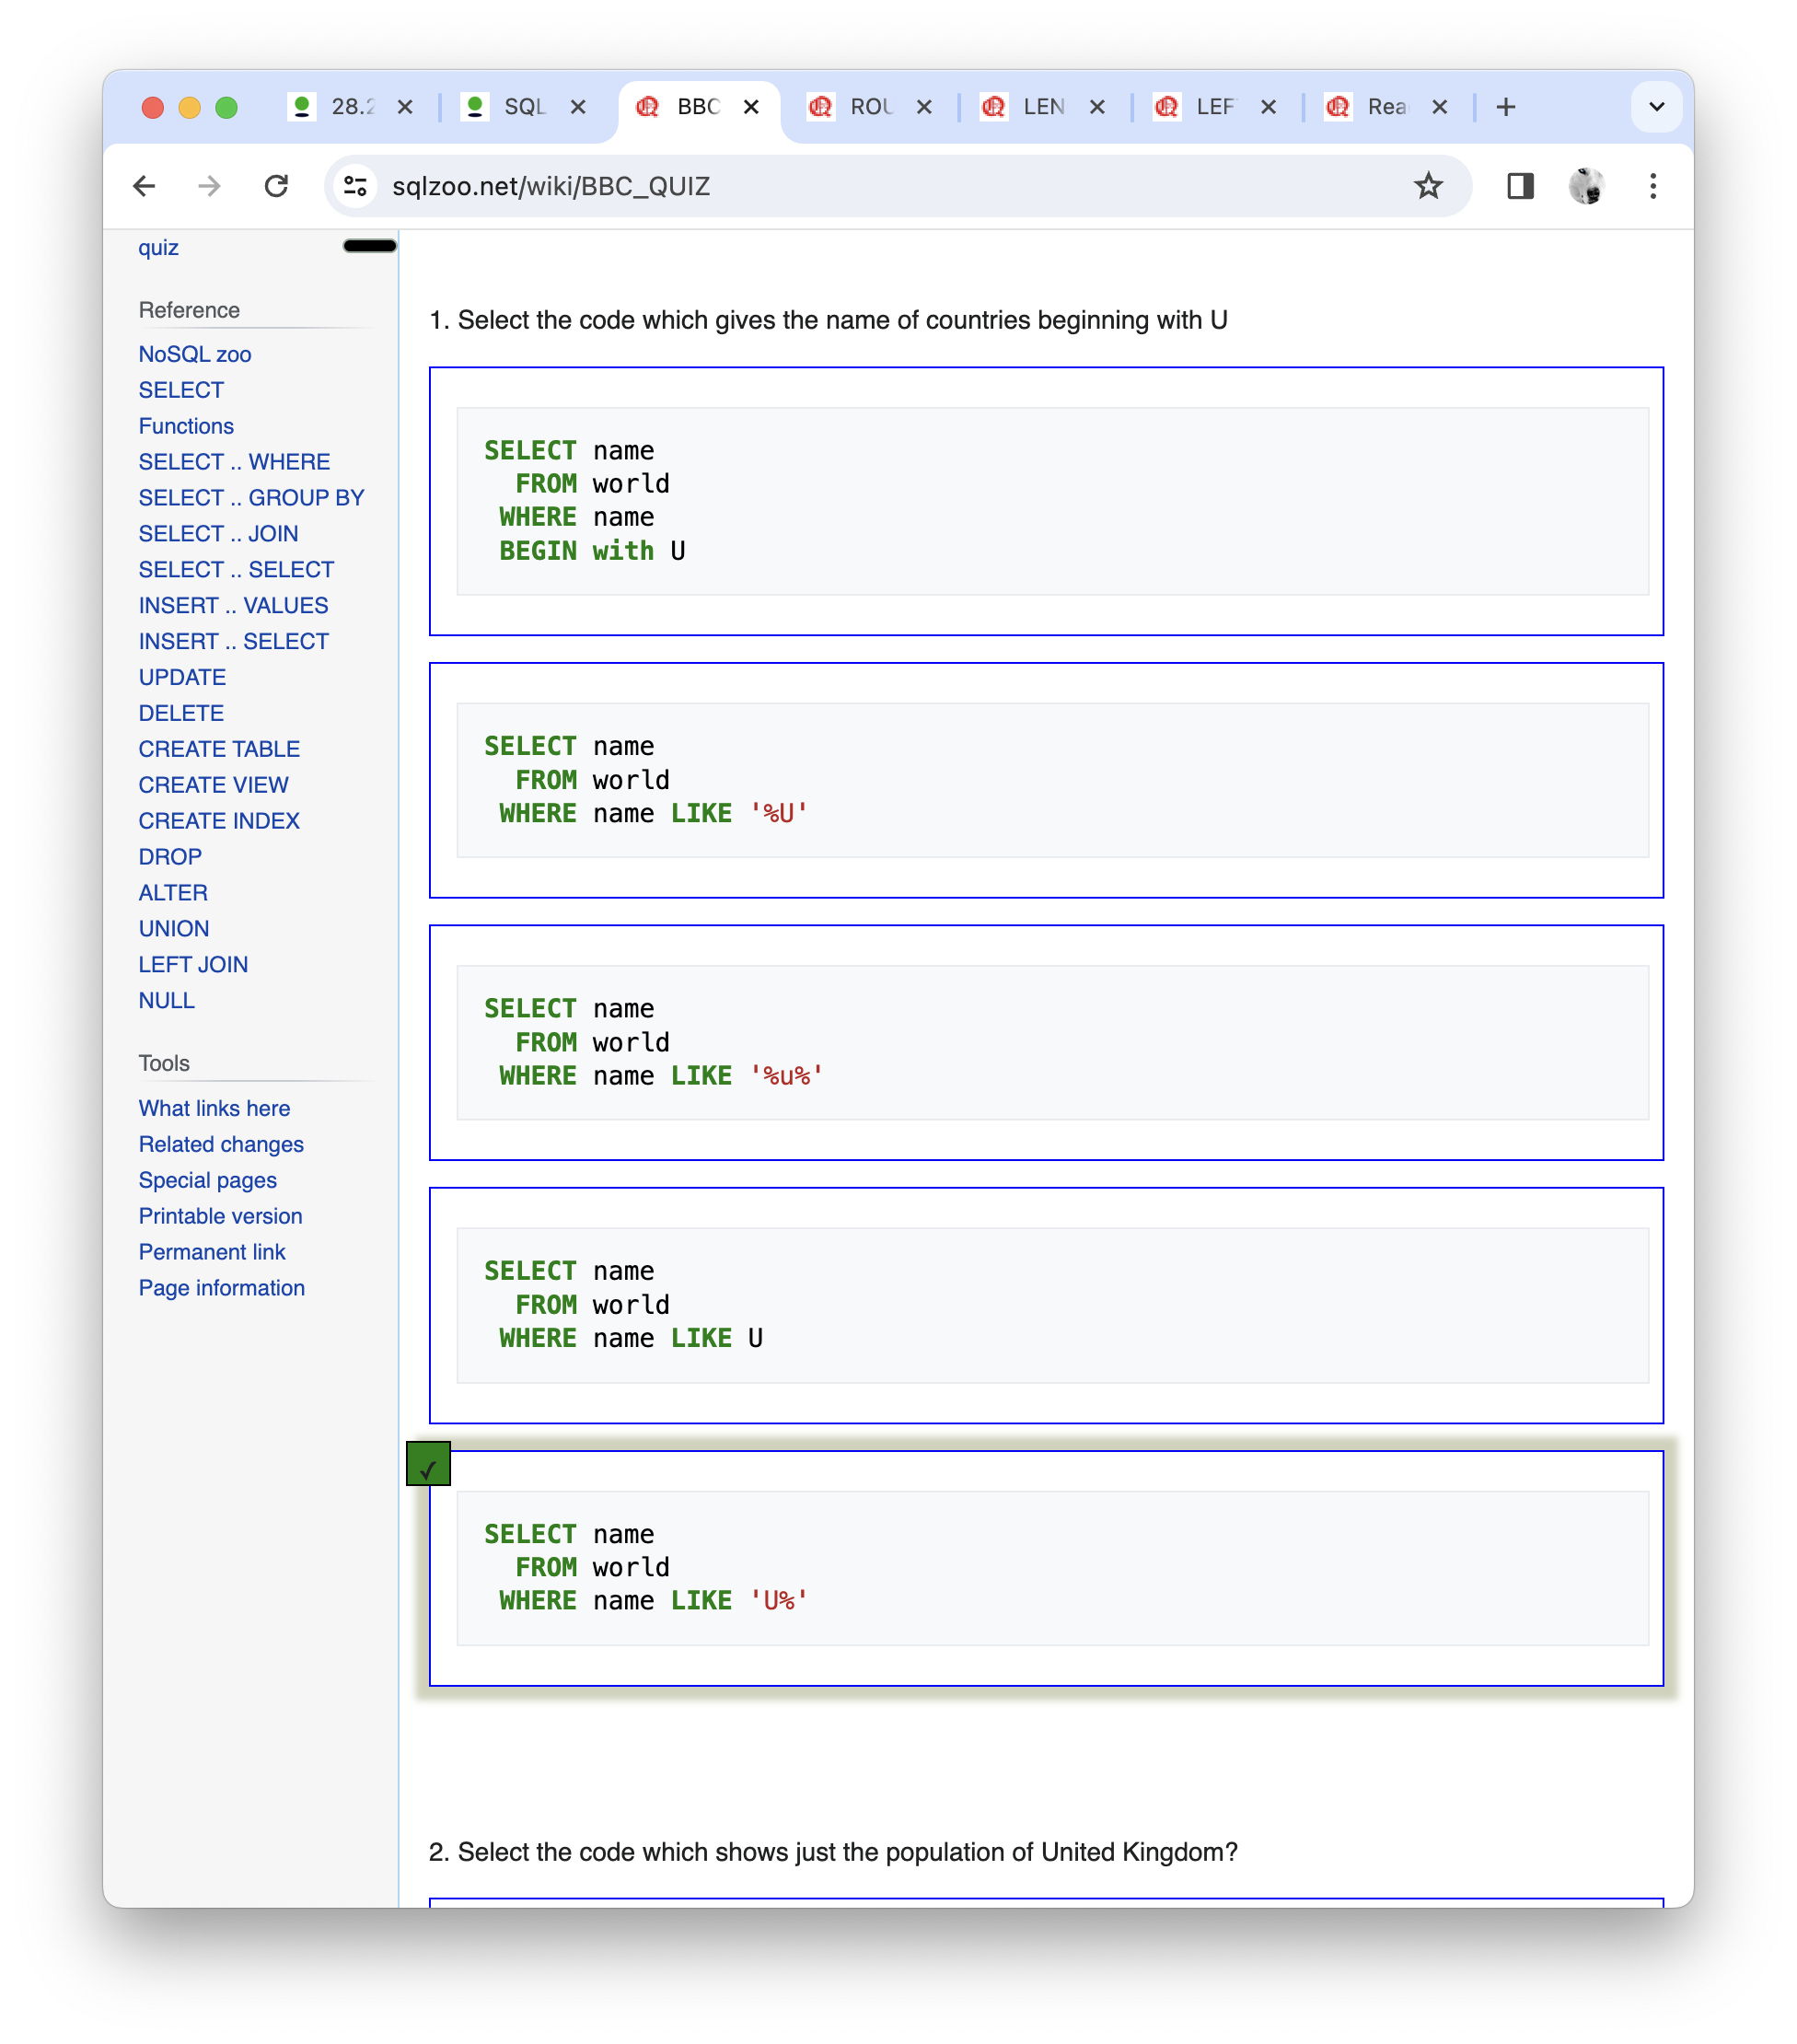 28.2
SQL
BBC
ROU
LEN
LEF
Rea
sqlzoo.net/wiki/BBC_QUIZ
quiz
Reference
NoSQL zoo
SELECT
Functions
SELECT .. WHERE
SELECT .. GROUP BY
SELECT .. JOIN
SELECT .. SELECT
INSERT .. VALUES
INSERT .. SELECT
UPDATE
DELETE
CREATE TABLE
CREATE VIEW
CREATE INDEX
DROP
ALTER
UNION
LEFT JOIN
NULL
Tools
What links here
Related changes
Special pages
Printable version
Permanent link
Page information
1. Select the code which gives the name of countries beginning with U
SELECT name
FROM world
WHERE name
BEGIN with U
SELECT name
FROM world
WHERE name LIKE '%U'
SELECT name
FROM world
WHERE name LIKE '%u%'
SELECT name
FROM world
WHERE name LIKE U
SELECT name
FROM world
WHERE name LIKE 'U%'
2. Select the code which shows just the population of United Kingdom?